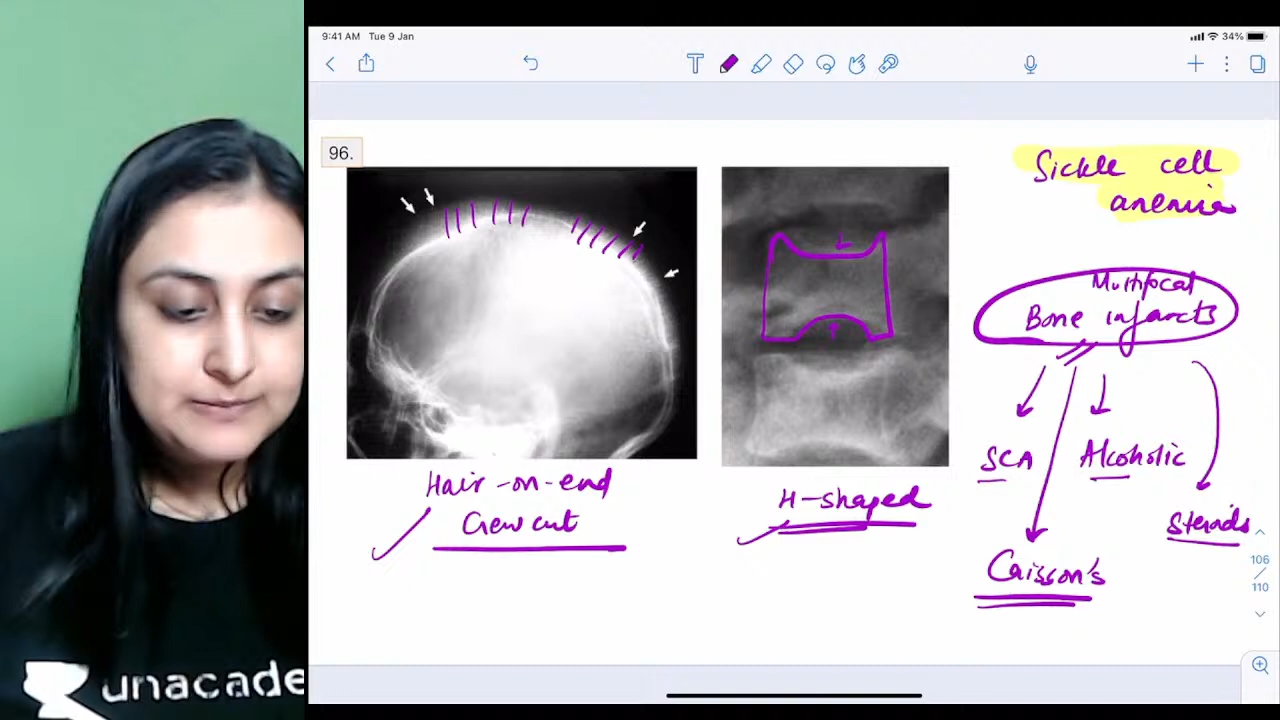 9:41 AM Tue 9 Jan
34%
T
96.
Sickle cell
anemia
Multifocal
Bone infarcts
SCA
Alcoholic
Steroids
Caisson's
Hair-on-end
Crew cut
H-shaped
106
110
unacade